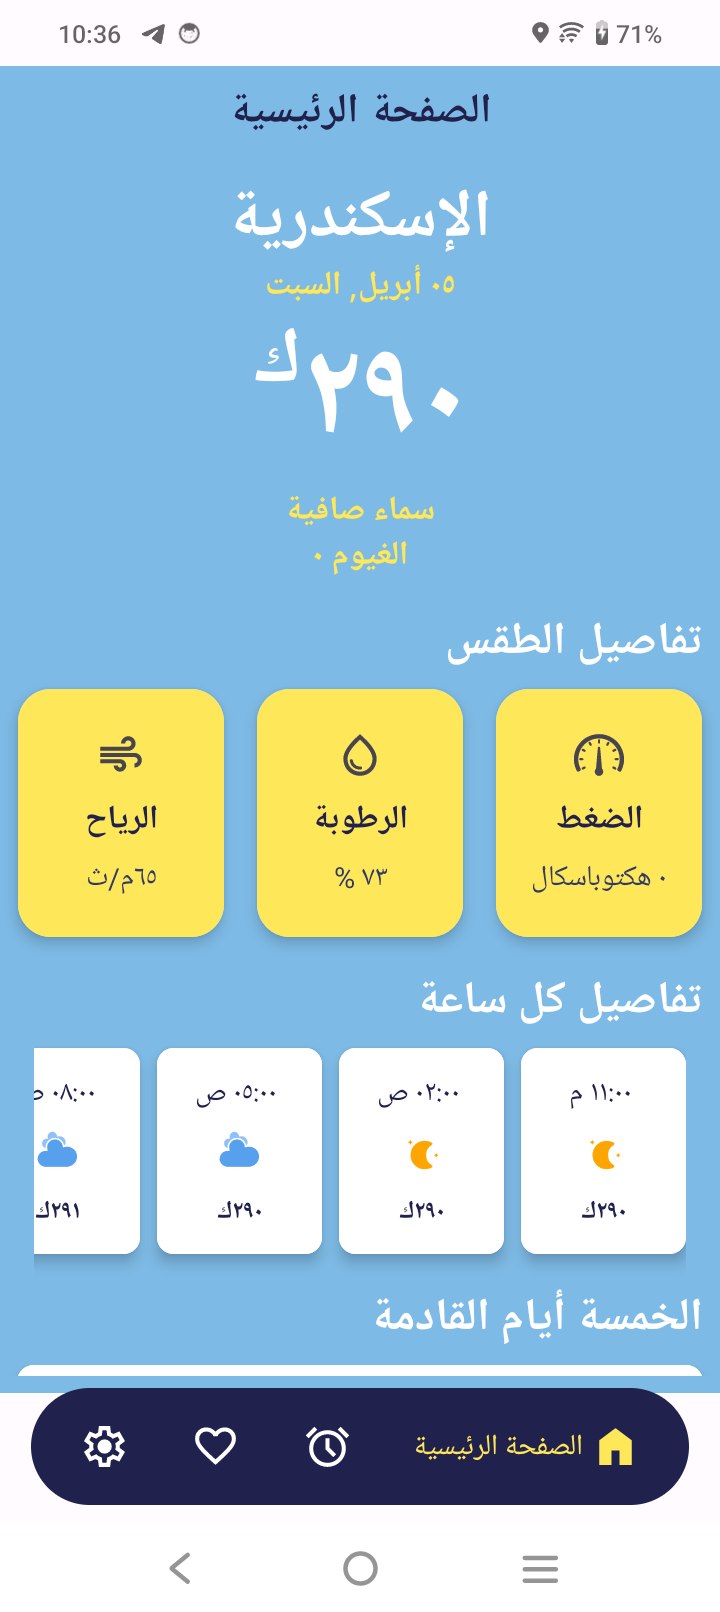 10:36
71%
الصفحة الرئيسية
الإسكندرية
٠٥ أبريل, السبت
٢٩٠ك
سماء صافية
الغيوم ٠
تفاصيل الطقس
الضغط
٠ هكتوباسكال
الرطوبة
٧٣ %
الرياح
٦٥م/ث
تفاصيل كل ساعة
١١:٠٠ م
٢٩٠ك
٠٢:٠٠ ص
٢٩٠ك
٠٥:٠٠ ص
٢٩٠ك
٠٨:٠٠ ص
٢٩١ك
الخمسة أيام القادمة
الصفحة الرئيسية